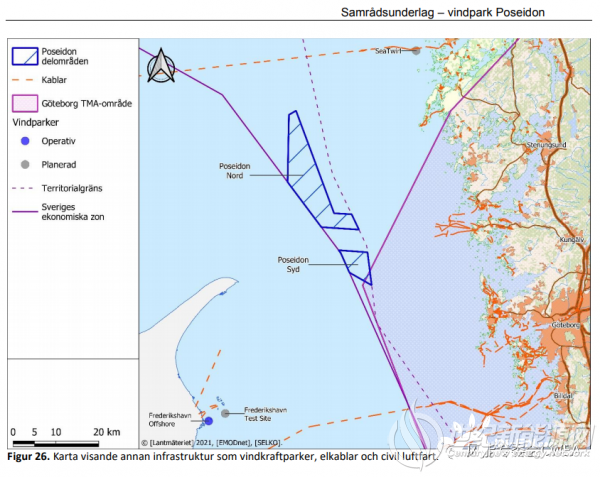 Samrådsunderlag – vindpark Poseidon
Poseidon
delområden
Kablar
Göteborg TMA-område
Vindparker
Operativ
Planerad
Territorialgräns
Sveriges
ekonomiska zon
SeaTwirl
Stenungsund
Poseidon
Nord
Kungälv
Poseidon
Syd
Göteborg
Billdal
Frederikshavn
Offshore
Frederikshavn
Test Site
0 5 10 20 km
© [Lantmäteriet] 2021, [EMODnet], [SELKO].
Figur 26. Karta visande annan infrastruktur som vindkraftparker, elkablar och civil luftfart.